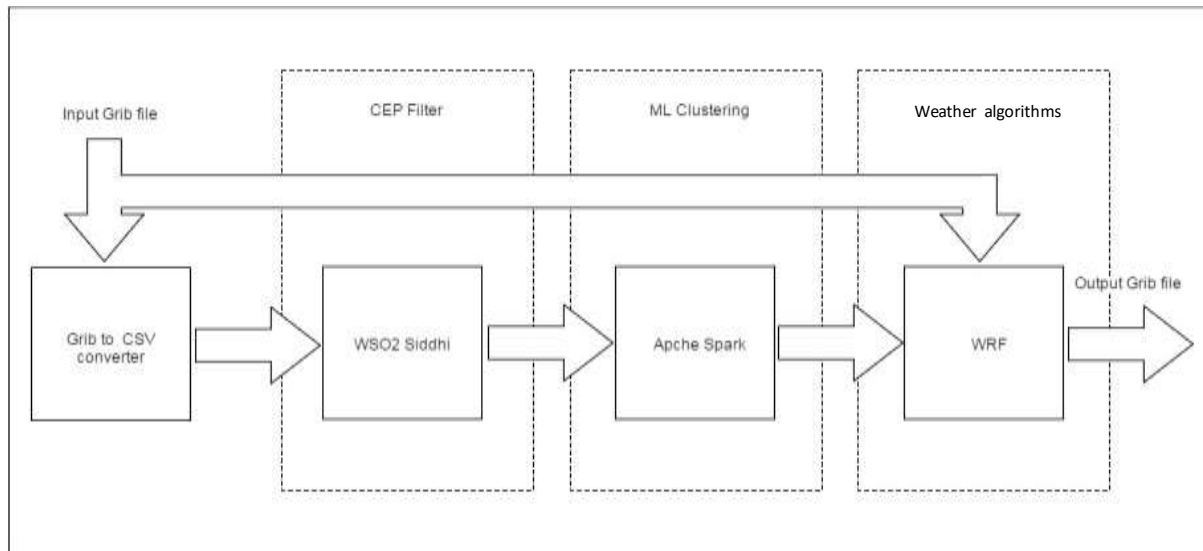 Input Grib file
CEP Filter
ML Clustering
Weather algorithms
Grib to CSV
converter
WSO2 Siddhi
Apche Spark
WRF
Output Grib file